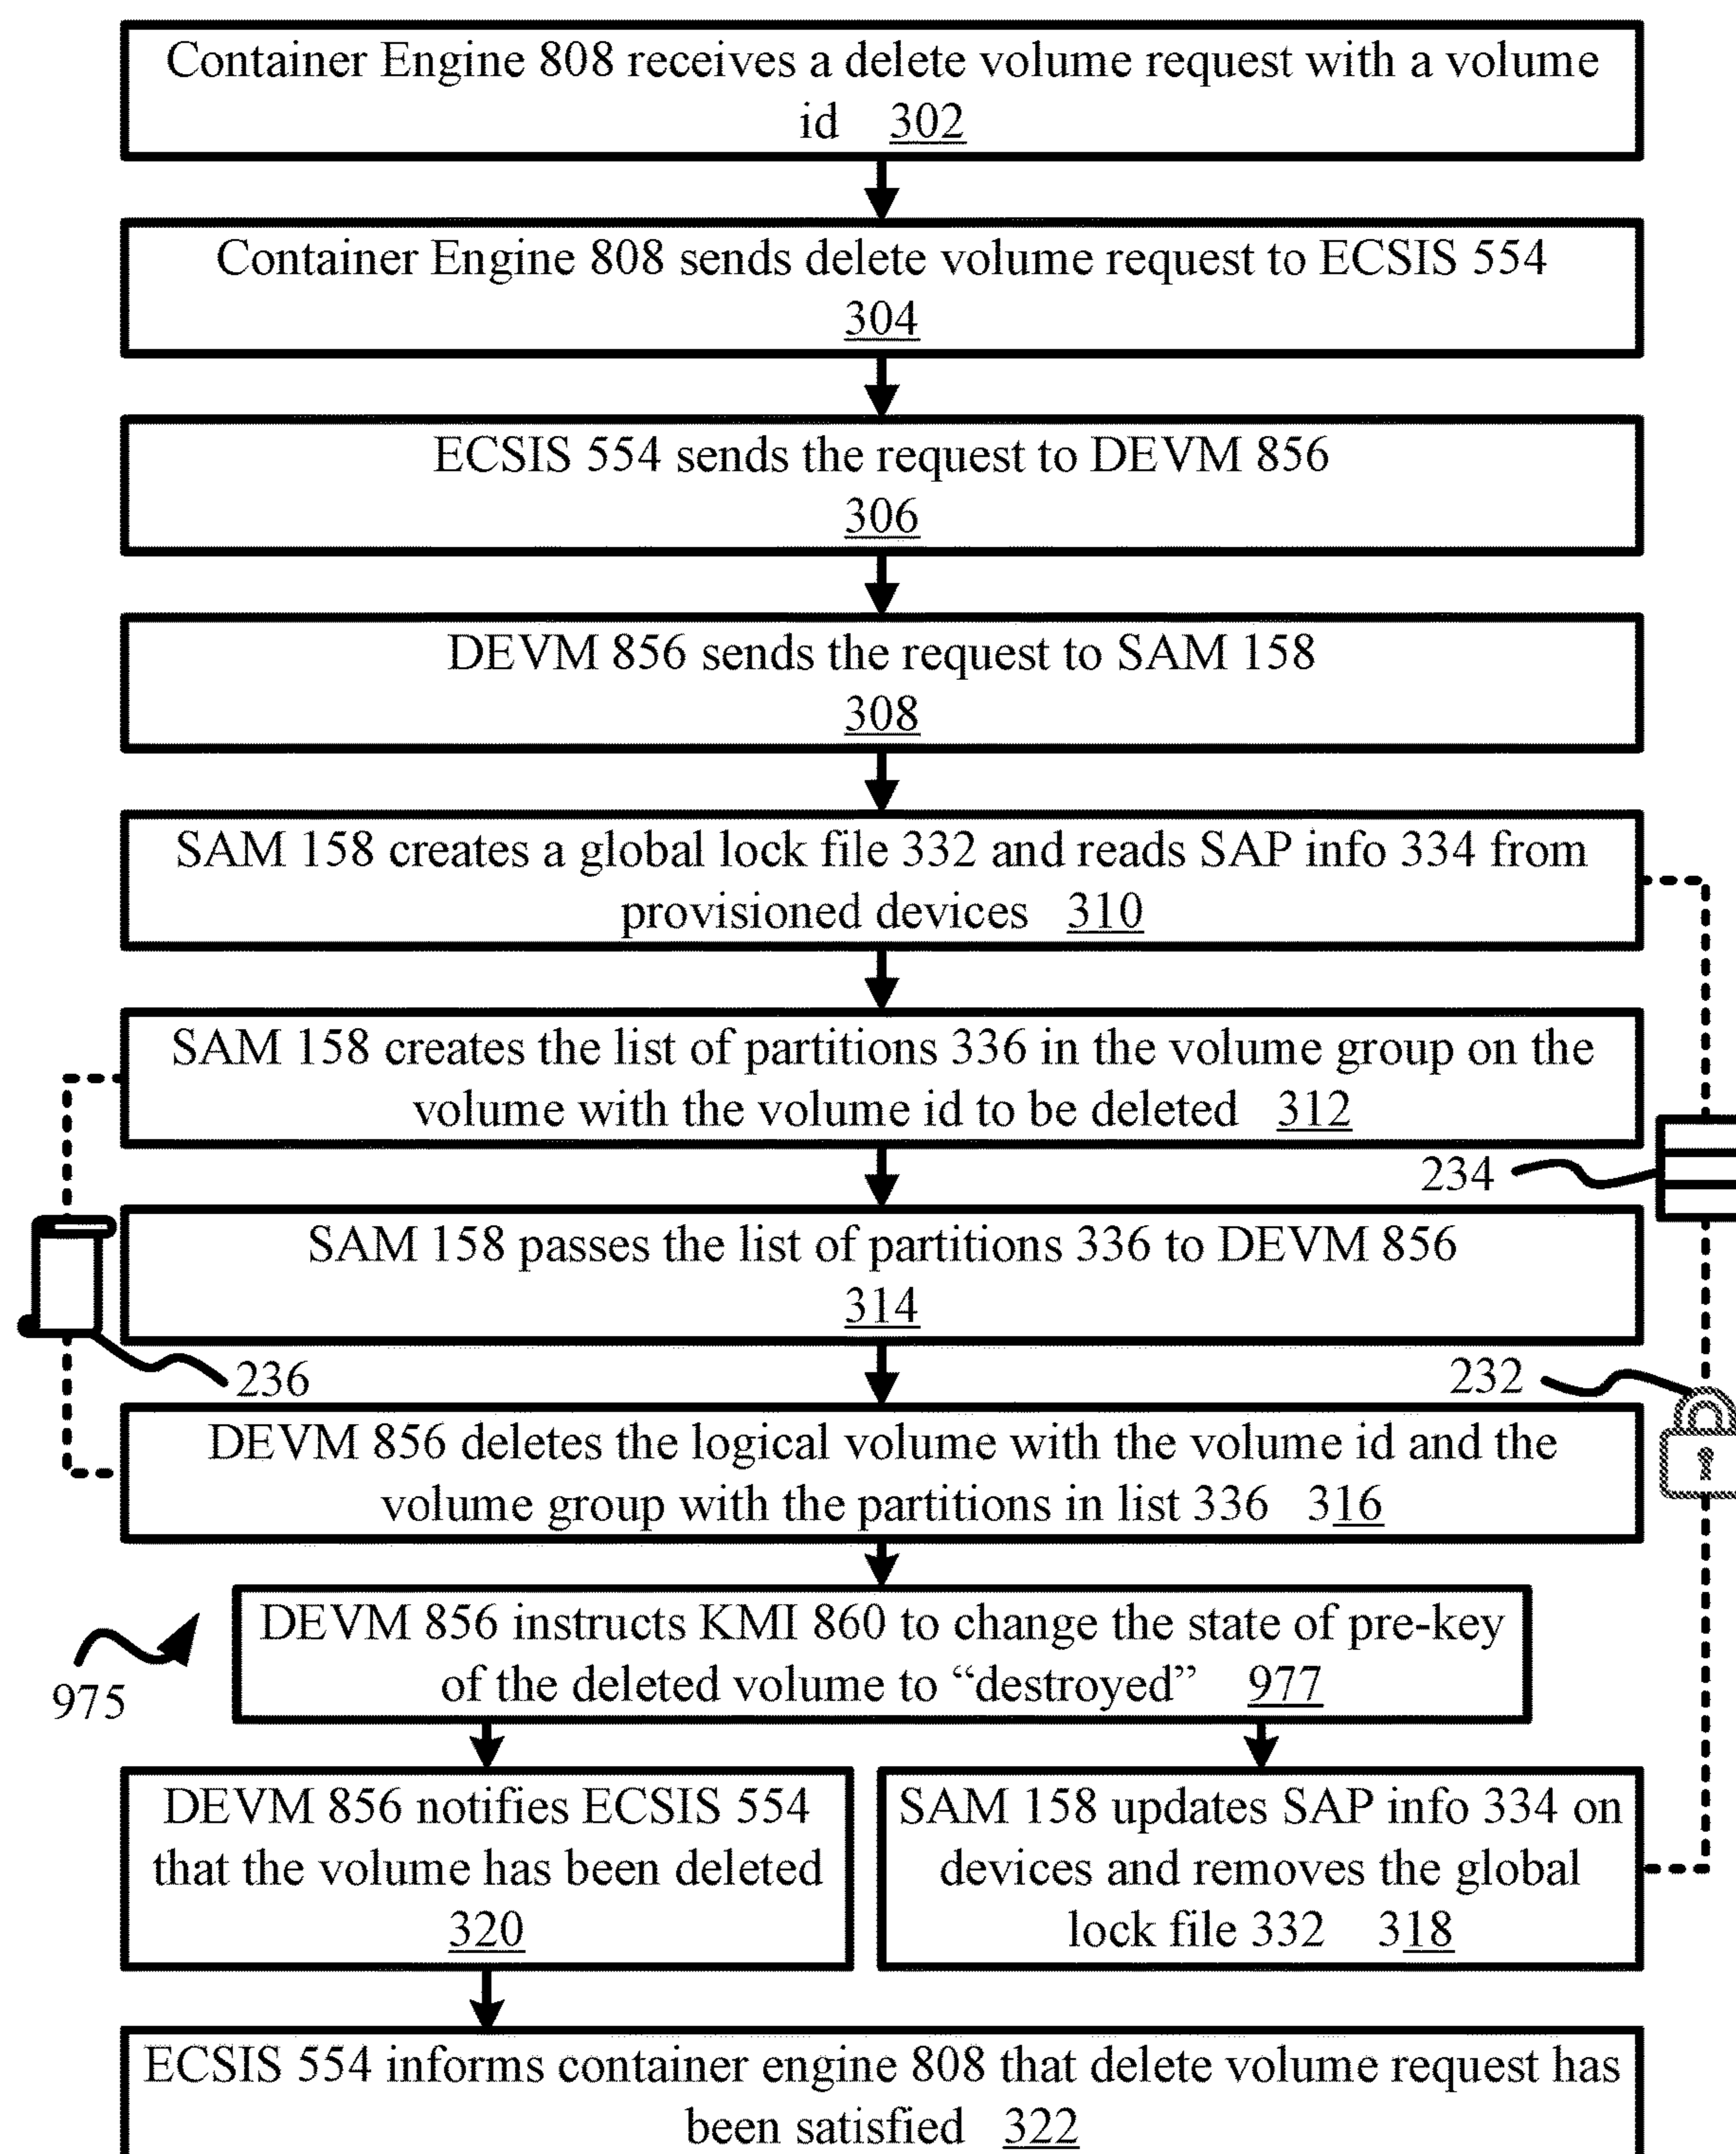 Container Engine 808 receives a delete volume request with a volume
id 302
Container Engine 808 sends delete volume request to ECSIS 554
304
ECSIS 554 sends the request to DEVM 856
306
DEVM 856 sends the request to SAM 158
308
SAM 158 creates a global lock file 332 and reads SAP info 334 from
provisioned devices 310
SAM 158 creates the list of partitions 336 in the volume group on the
volume with the volume id to be deleted 312
234
SAM 158 passes the list of partitions 336 to DEVM 856
314
236
232
DEVM 856 deletes the logical volume with the volume id and the
volume group with the partitions in list 336 316
DEVM 856 instructs KMI 860 to change the state of pre-key
of the deleted volume to “destroyed” 977
975
DEVM 856 notifies ECSIS 554
that the volume has been deleted
320
SAM 158 updates SAP info 334 on
devices and removes the global
lock file 332 318
ECSIS 554 informs container engine 808 that delete volume request has
been satisfied 322